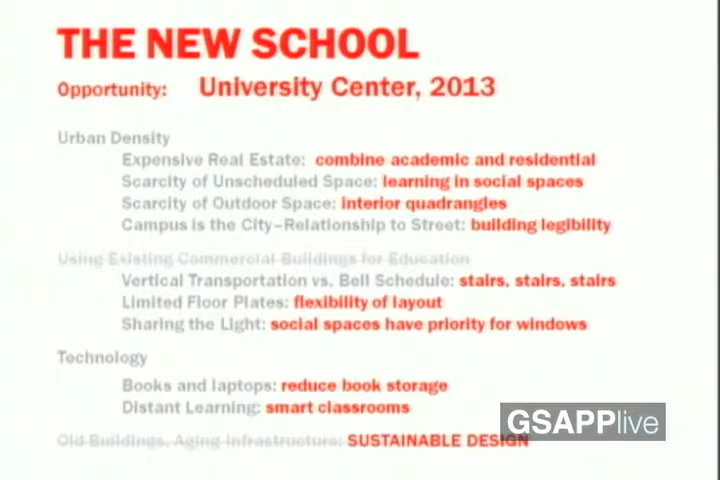 THE NEW SCHOOL
Opportunity: University Center, 2013
Urban Density
Expensive Real Estate: combine academic and residential
Scarcity of Unscheduled Space: learning in social spaces
Scarcity of Outdoor Space: interior quadrangles
Campus is the City–Relationship to Street: building legibility
Using Existing Commercial Buildings for Education
Vertical Transportation vs. Bell Schedule: stairs, stairs, stairs
Limited Floor Plates: flexibility of layout
Sharing the Light: social spaces have priority for windows
Technology
Books and laptops: reduce book storage
Distant Learning: smart classrooms
Old Buildings, Aging Infrastructure: SUSTAINABLE DESIGN
GSAPPlive